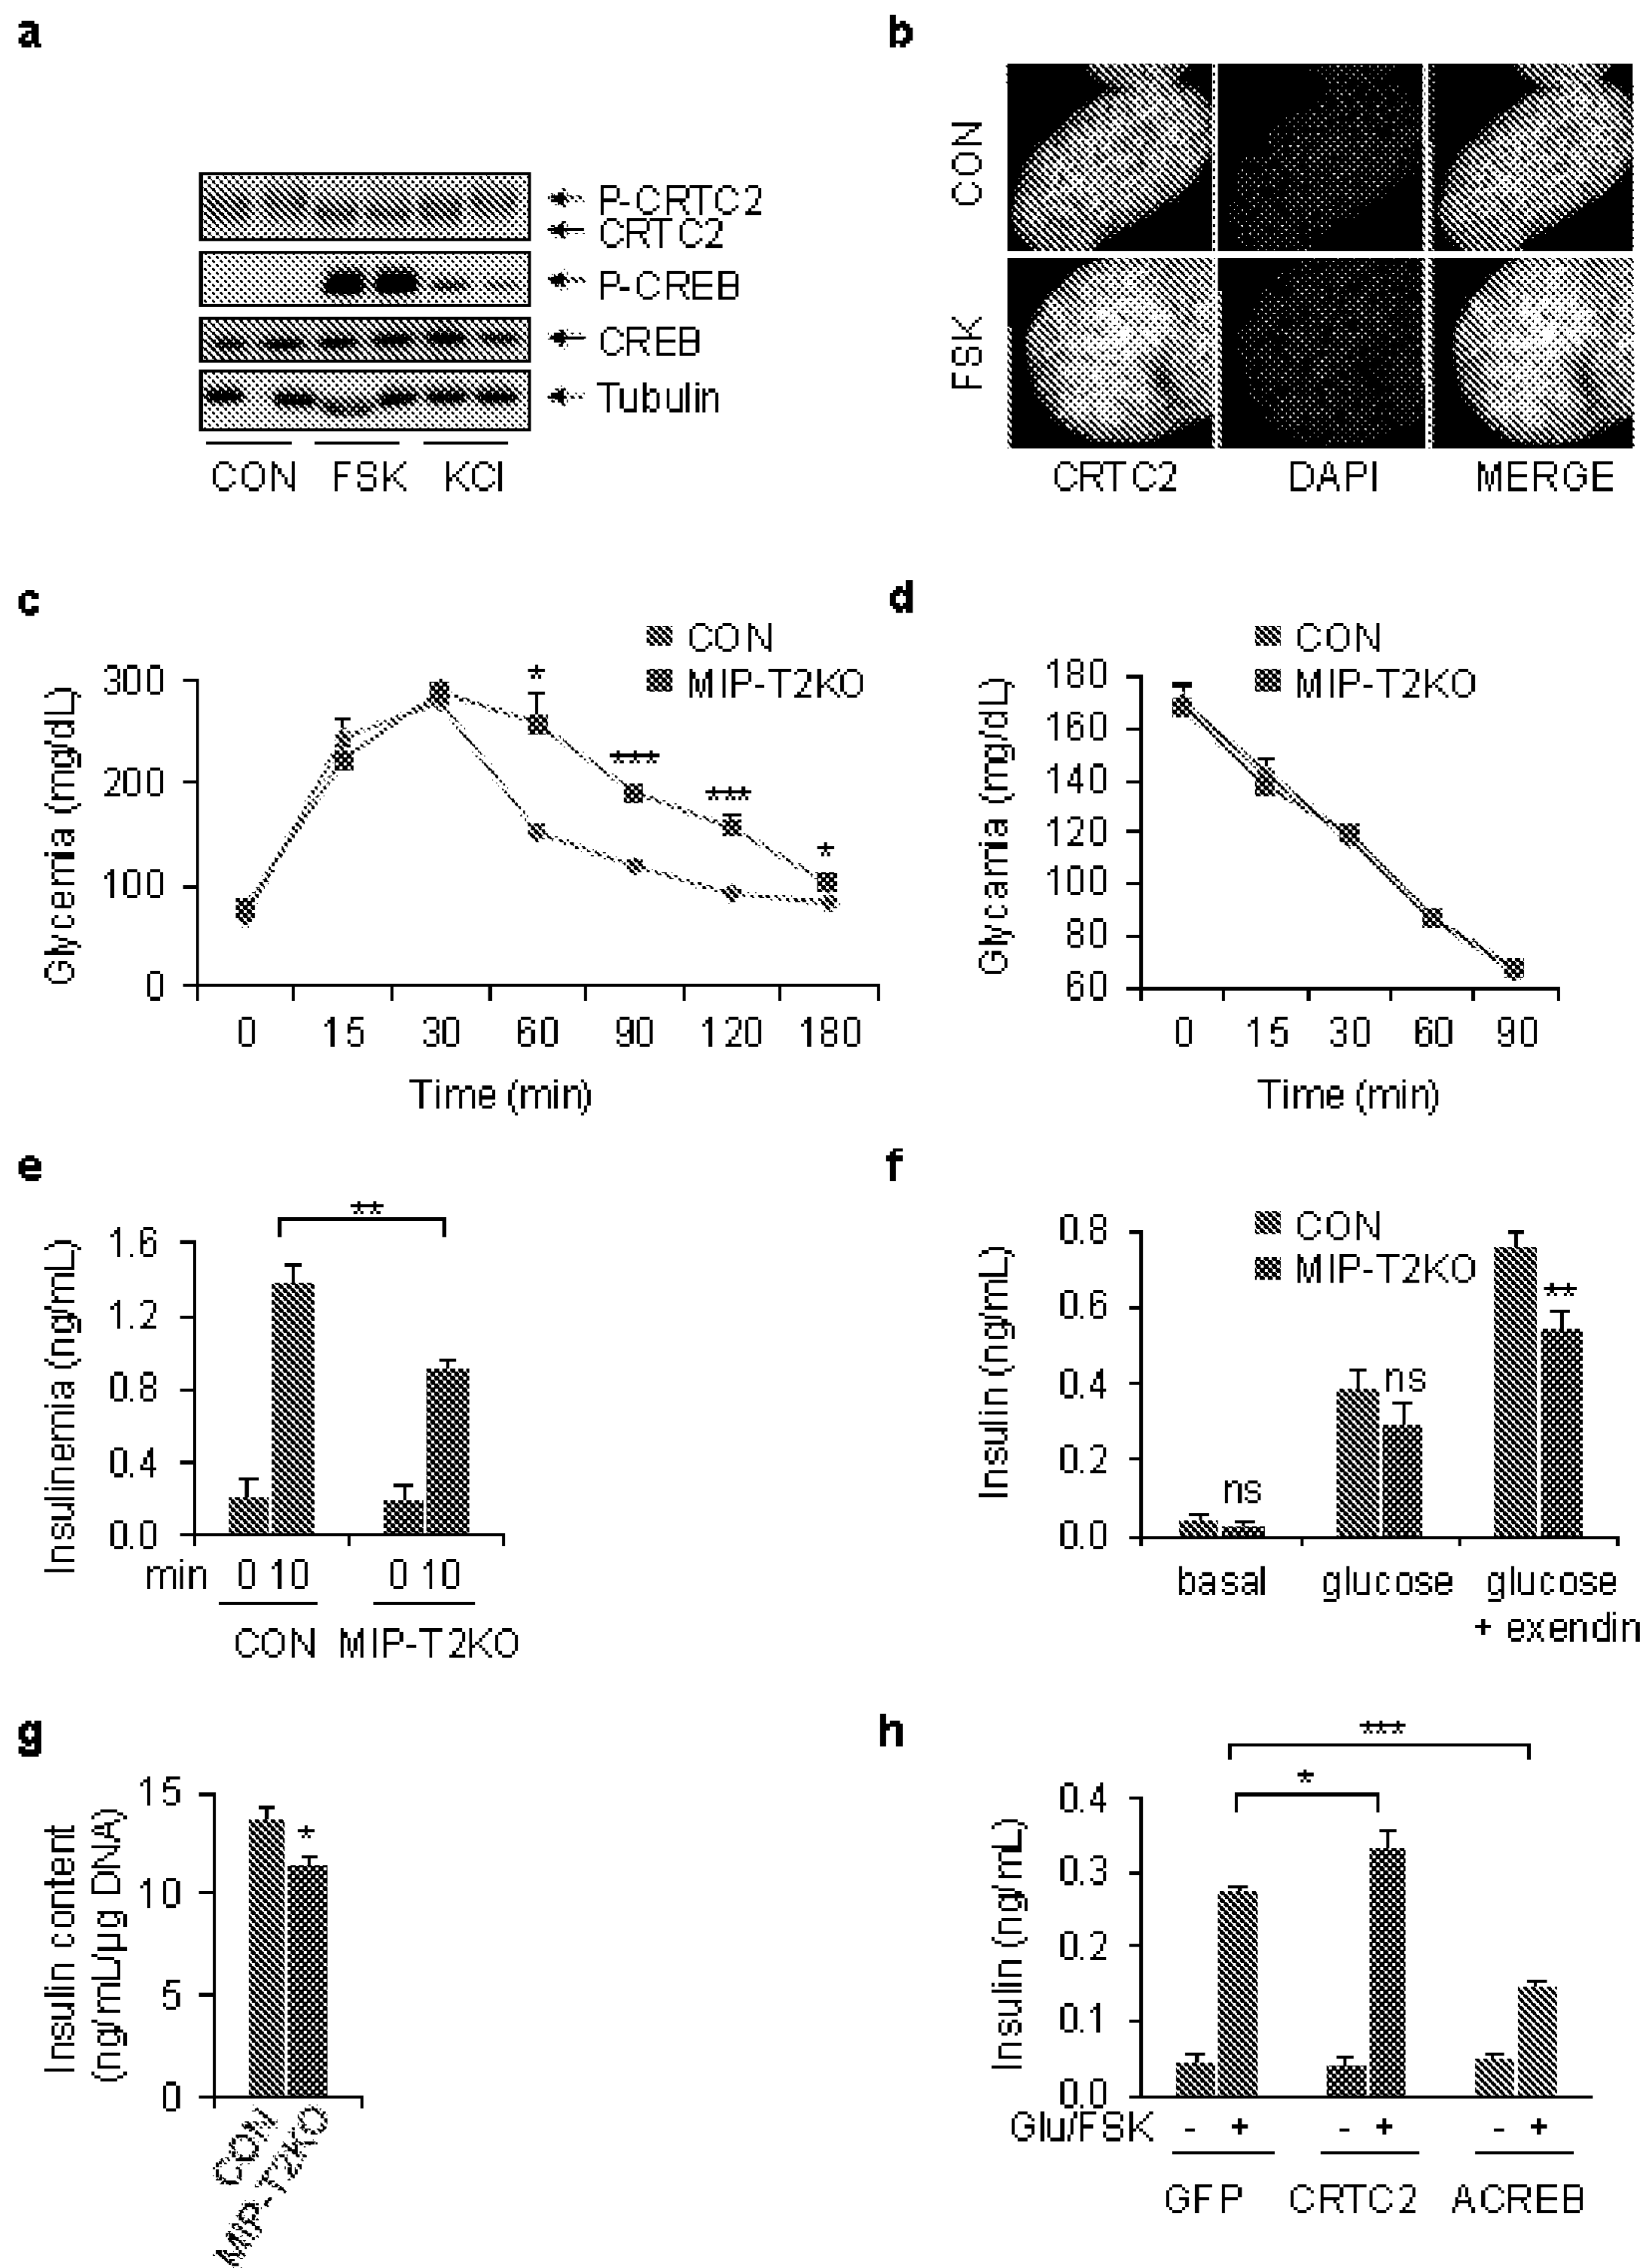 a
P-CRTC2
CRTC2
P-CREB
CREB
Tubulin
CON FSK KCl
b
CON
FSK
CRTC2 DAPI MERGE
c
CON
MIP-T2KO
Glycemia (mg/dL)
300
200
100
0
*
***
***
*
0 15 30 60 90 120 180
Time (min)
d
CON
MIP-T2KO
Glycamia (mg/dL)
180
160
140
120
100
80
60
0 15 30 60 90
Time (min)
e
**
Insulinemia (ng/mL)
1.6
1.2
0.8
0.4
0.0
min 0 10 0 10
CON MIP-T2KO
f
CON
MIP-T2KO
Insulin (ng/mL)
0.8
0.6
0.4
0.2
0.0
ns
ns
**
basal glucose glucose
+ exendin
g
Insulin content
(ng/mL/µg DNA)
15
10
5
0
*
CON
MIP-T2KO
h
***
*
Insulin (ng/mL)
0.4
0.3
0.2
0.1
0.0
Glu/FSK - + - + - +
GFP CRTC2 ACREB